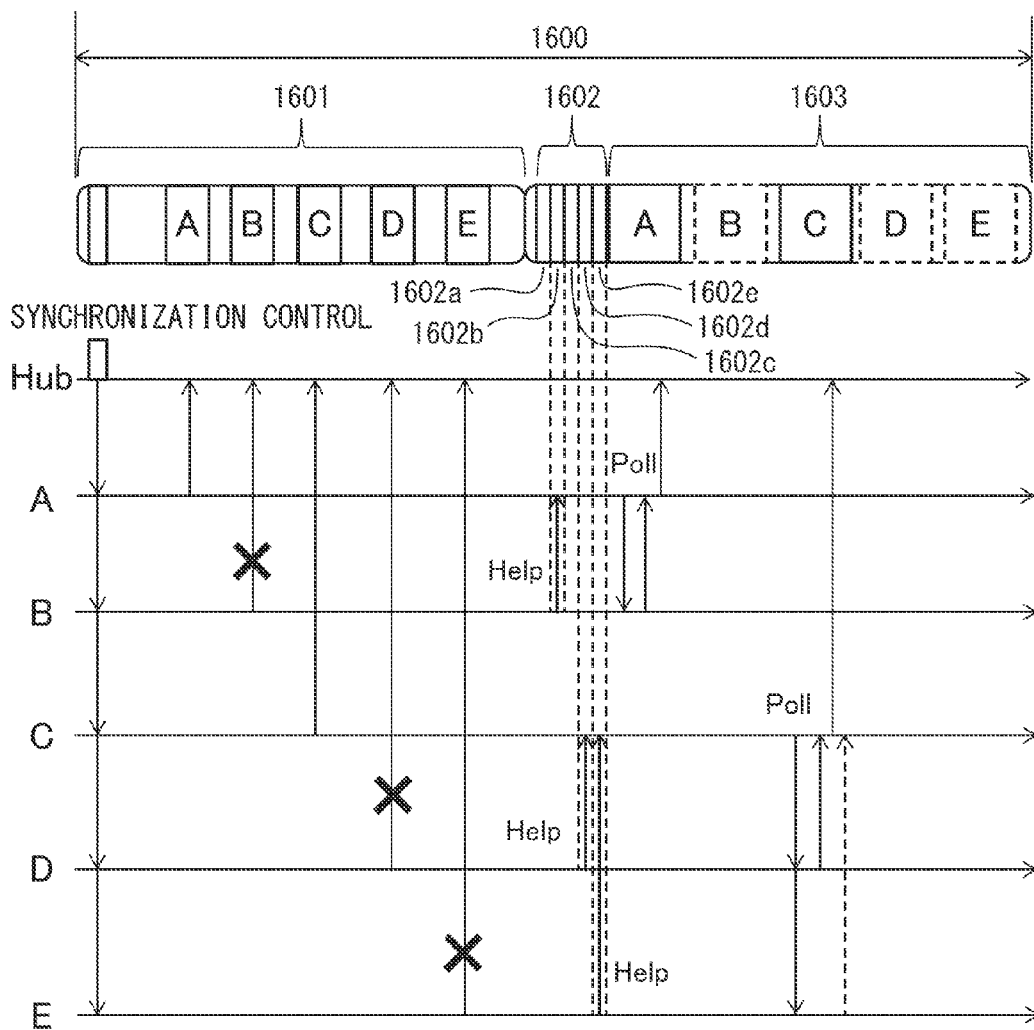 1600
1601 1602 1603
A B C D E A B C D E
1602a 1602e
1602b 1602d
1602c
SYNCHRONIZATION CONTROL
Hub
Poll
A
Help
B
Poll
C
Help
D
Help
E